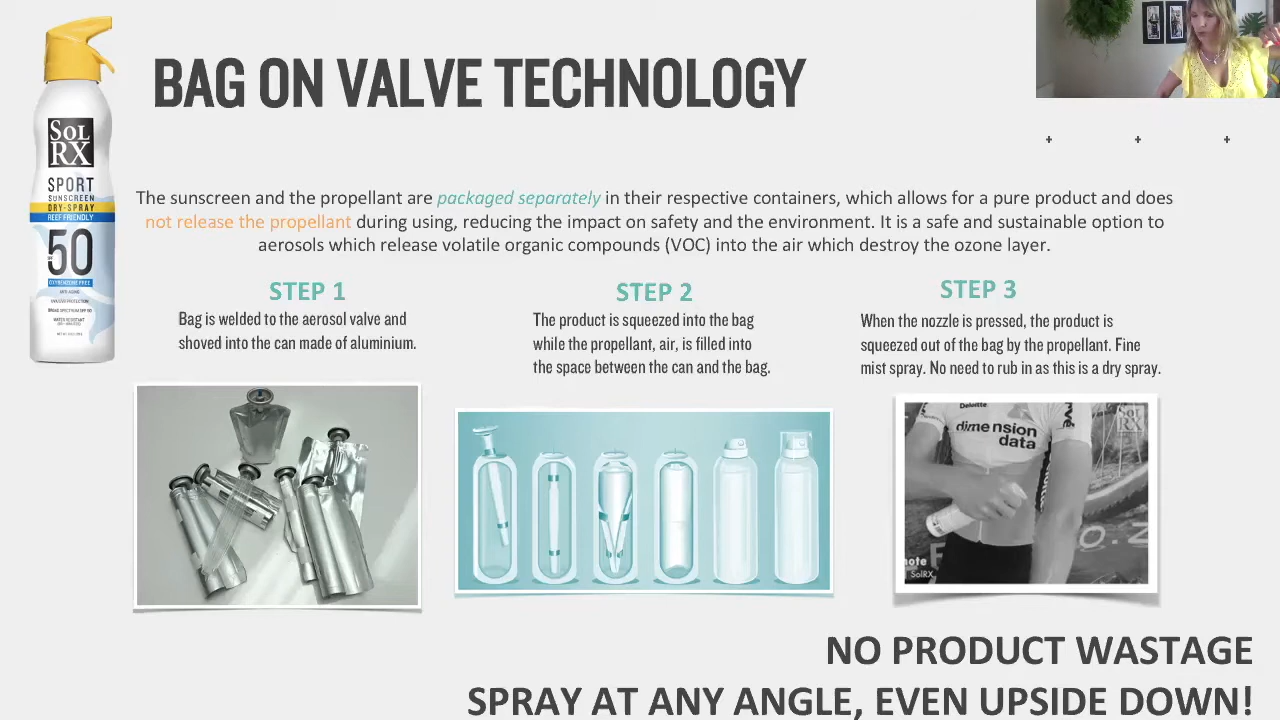 BAG ON VALVE TECHNOLOGY
SOL
RX
SPORT
SUNSCREEN
DRY-SPRAY
REEF FRIENDLY
50
OXYBENZONE FREE
The sunscreen and the propellant are packaged separately in their respective containers, which allows for a pure product and does
not release the propellant during using, reducing the impact on safety and the environment. It is a safe and sustainable option to
aerosols which release volatile organic compounds (VOC) into the air which destroy the ozone layer.
STEP 1
Bag is welded to the aerosol valve and
shoved into the can made of aluminium.
STEP 2
The product is squeezed into the bag
while the propellant, air, is filled into
the space between the can and the bag.
STEP 3
When the nozzle is pressed, the product is
squeezed out of the bag by the propellant. Fine
mist spray. No need to rub in as this is a dry spray.
Deloitte
dimension
data
SOL
RX
SolRX
NO PRODUCT WASTAGE
SPRAY AT ANY ANGLE, EVEN UPSIDE DOWN!